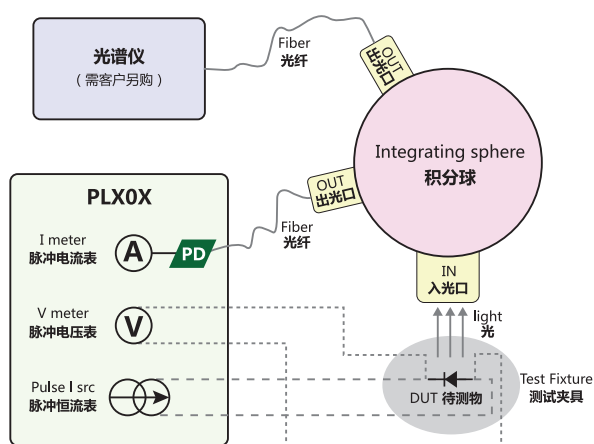 光谱仪
（需客户另购）
Fiber
光纤
OUT
出光口
Integrating sphere
积分球
OUT
出光口
Fiber
光纤
IN
入光口
PLX0X
I meter
脉冲电流表
A
PD
V meter
脉冲电压表
V
Pulse I src
脉冲恒流表
light
光
DUT 待测物
Test Fixture
测试夹具